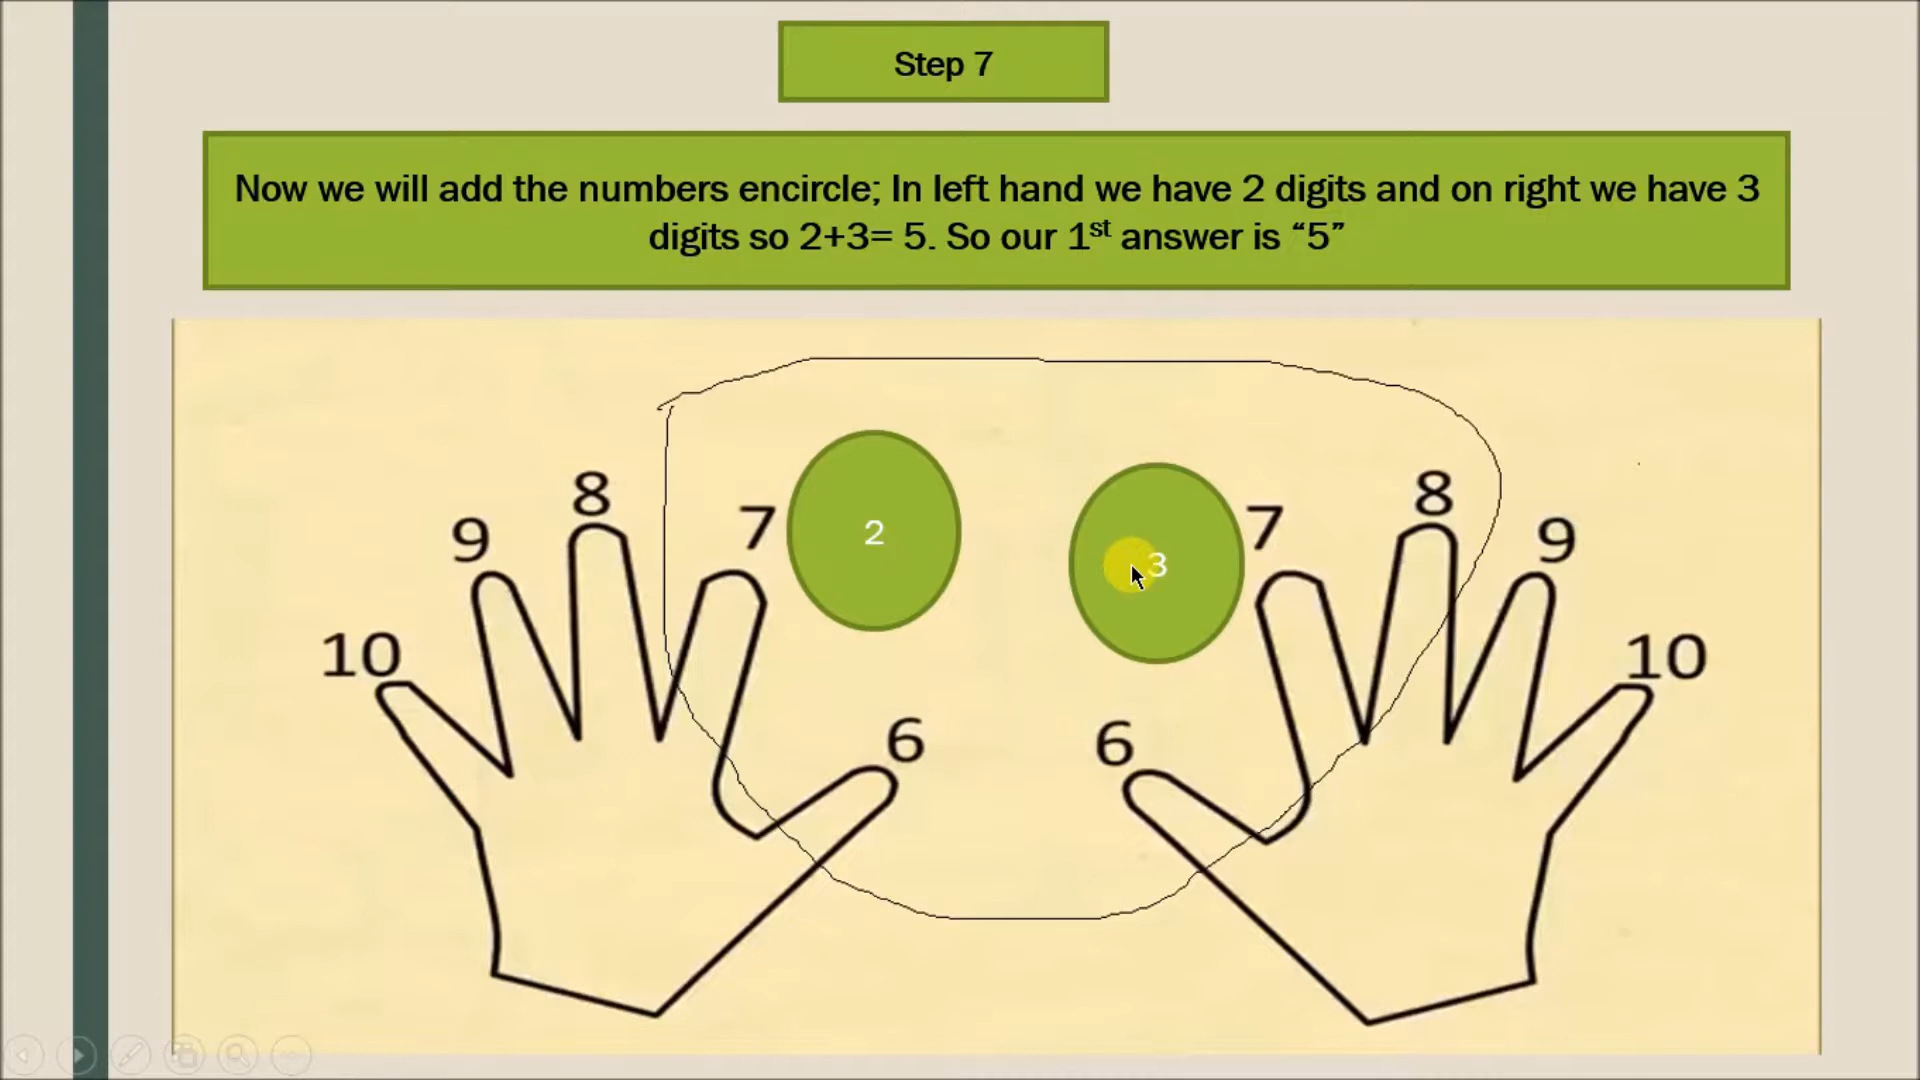 Step 7
Now we will add the numbers encircle; In left hand we have 2 digits and on right we have 3
digits so 2+3= 5. So our 1st answer is “5”
8 8
9 7 2 3 7 9
10 10
6 6